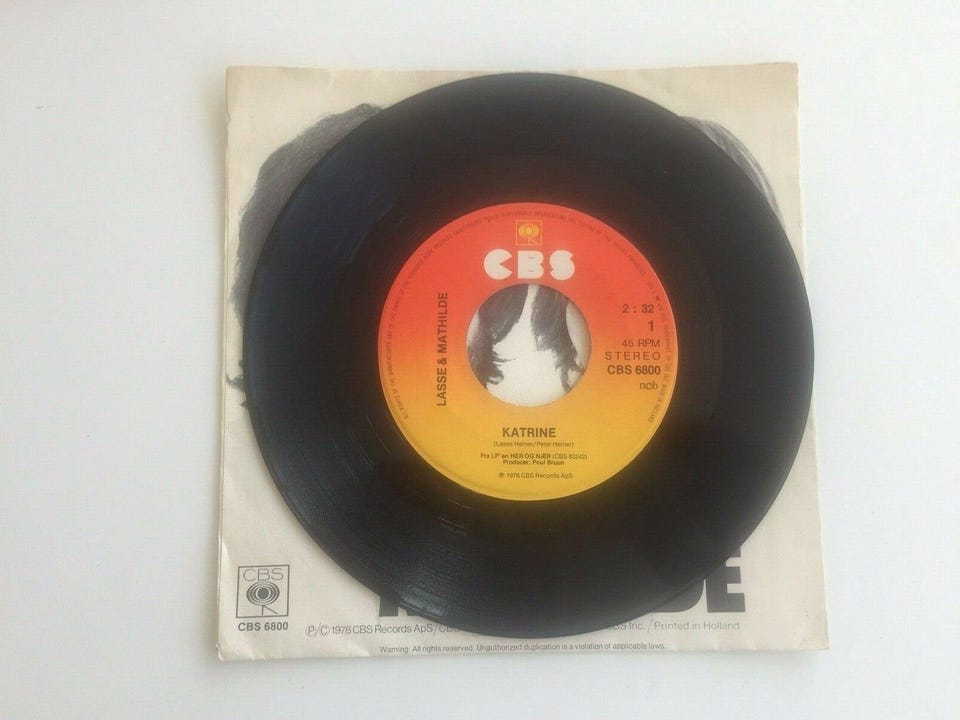 CBS
LASSE & MATHILDE
2 : 32
1
45 RPM
STEREO
CBS 6800
ncb
KATRINE
(Lasse Helner/Peter Helner)
Fra LP'en HER OG NÆR (CBS 83242)
Producer: Poul Bruun
℗ 1978 CBS Records ApS
CBS
DE
CBS 6800
Ⓟ/Ⓒ 1978 CBS Records ApS/
Inc. / Printed in Holland
Warning: All rights reserved. Unauthorized duplication is a violation of applicable laws.